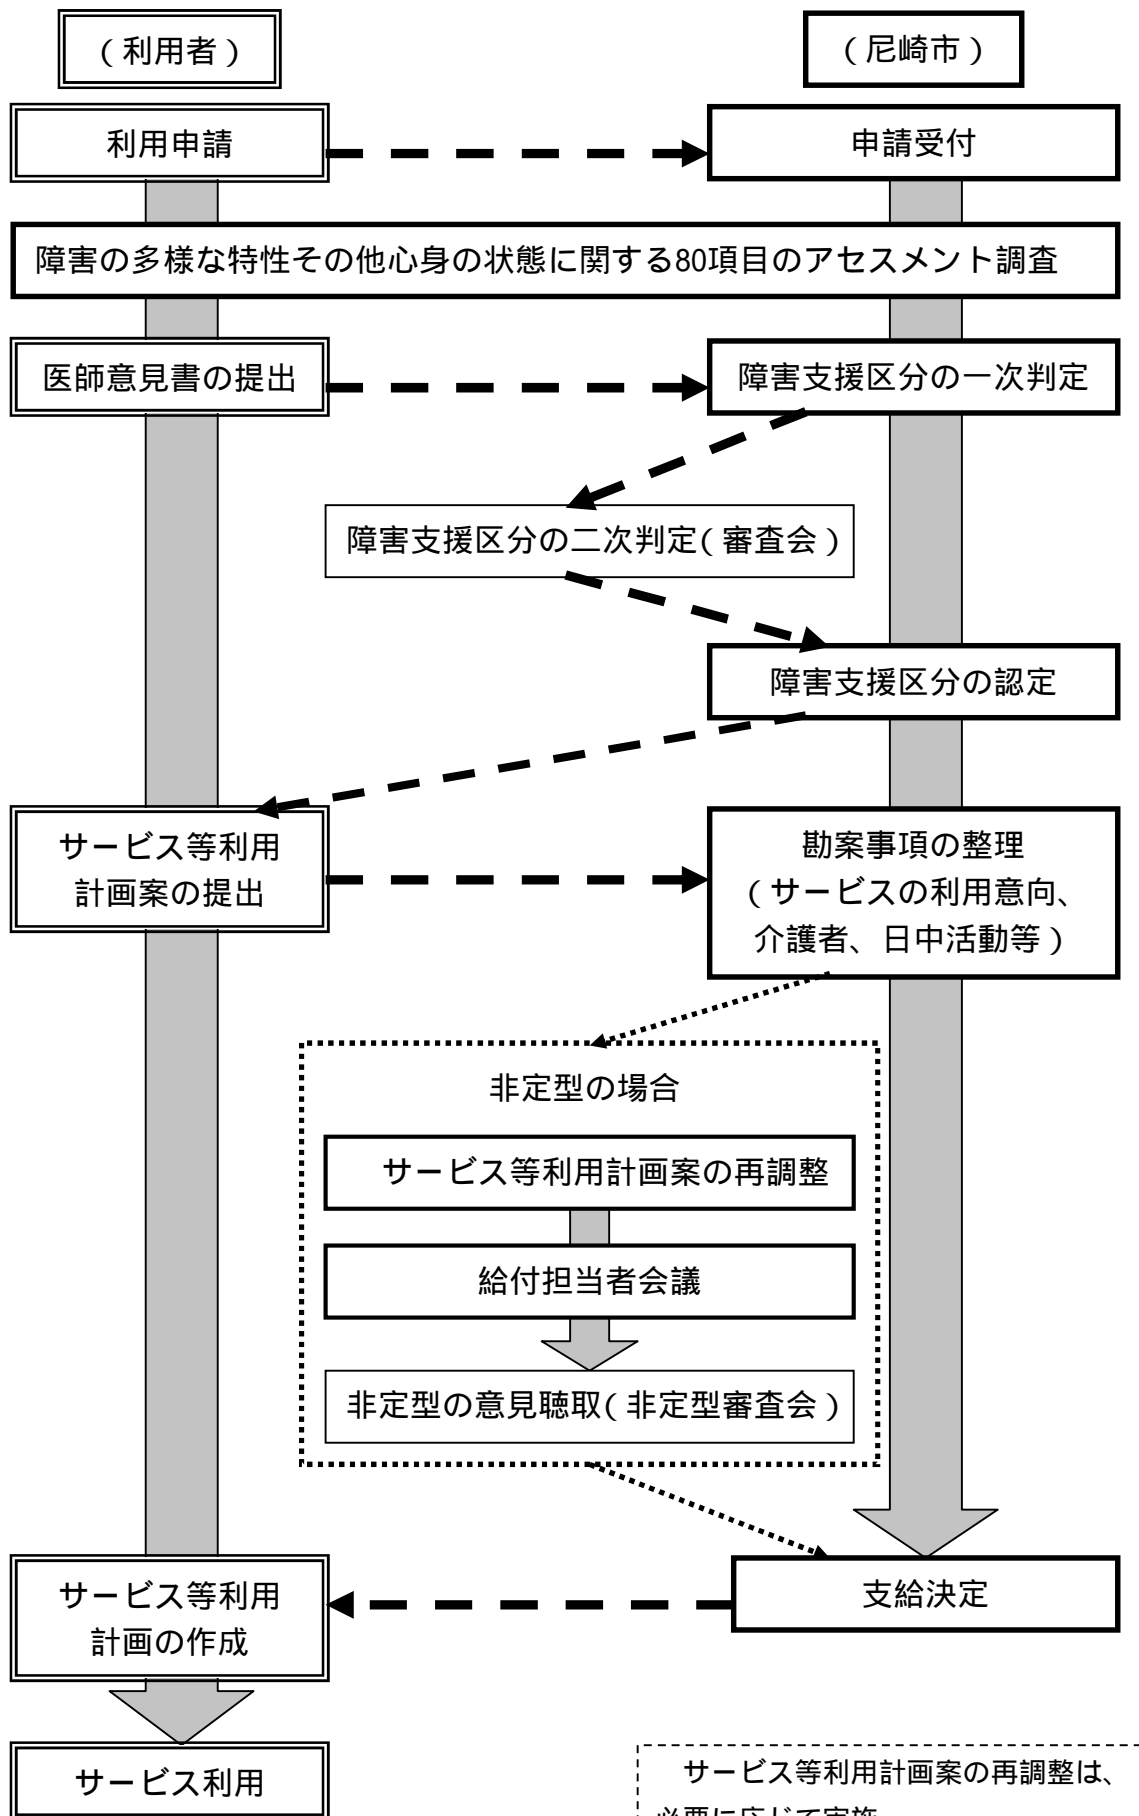 （利用者）
（尼崎市）
利用申請
申請受付
障害の多様な特性その他心身の状態に関する80項目のアセスメント調査
医師意見書の提出
障害支援区分の一次判定
障害支援区分の二次判定（審査会）
障害支援区分の認定
サービス等利用
計画案の提出
勘案事項の整理
（サービスの利用意向、
介護者、日中活動等）
非定型の場合
サービス等利用計画案の再調整
給付担当者会議
非定型の意見聴取（非定型審査会）
サービス等利用
計画の作成
支給決定
サービス利用
サービス等利用計画案の再調整は、
必要に応じて実施